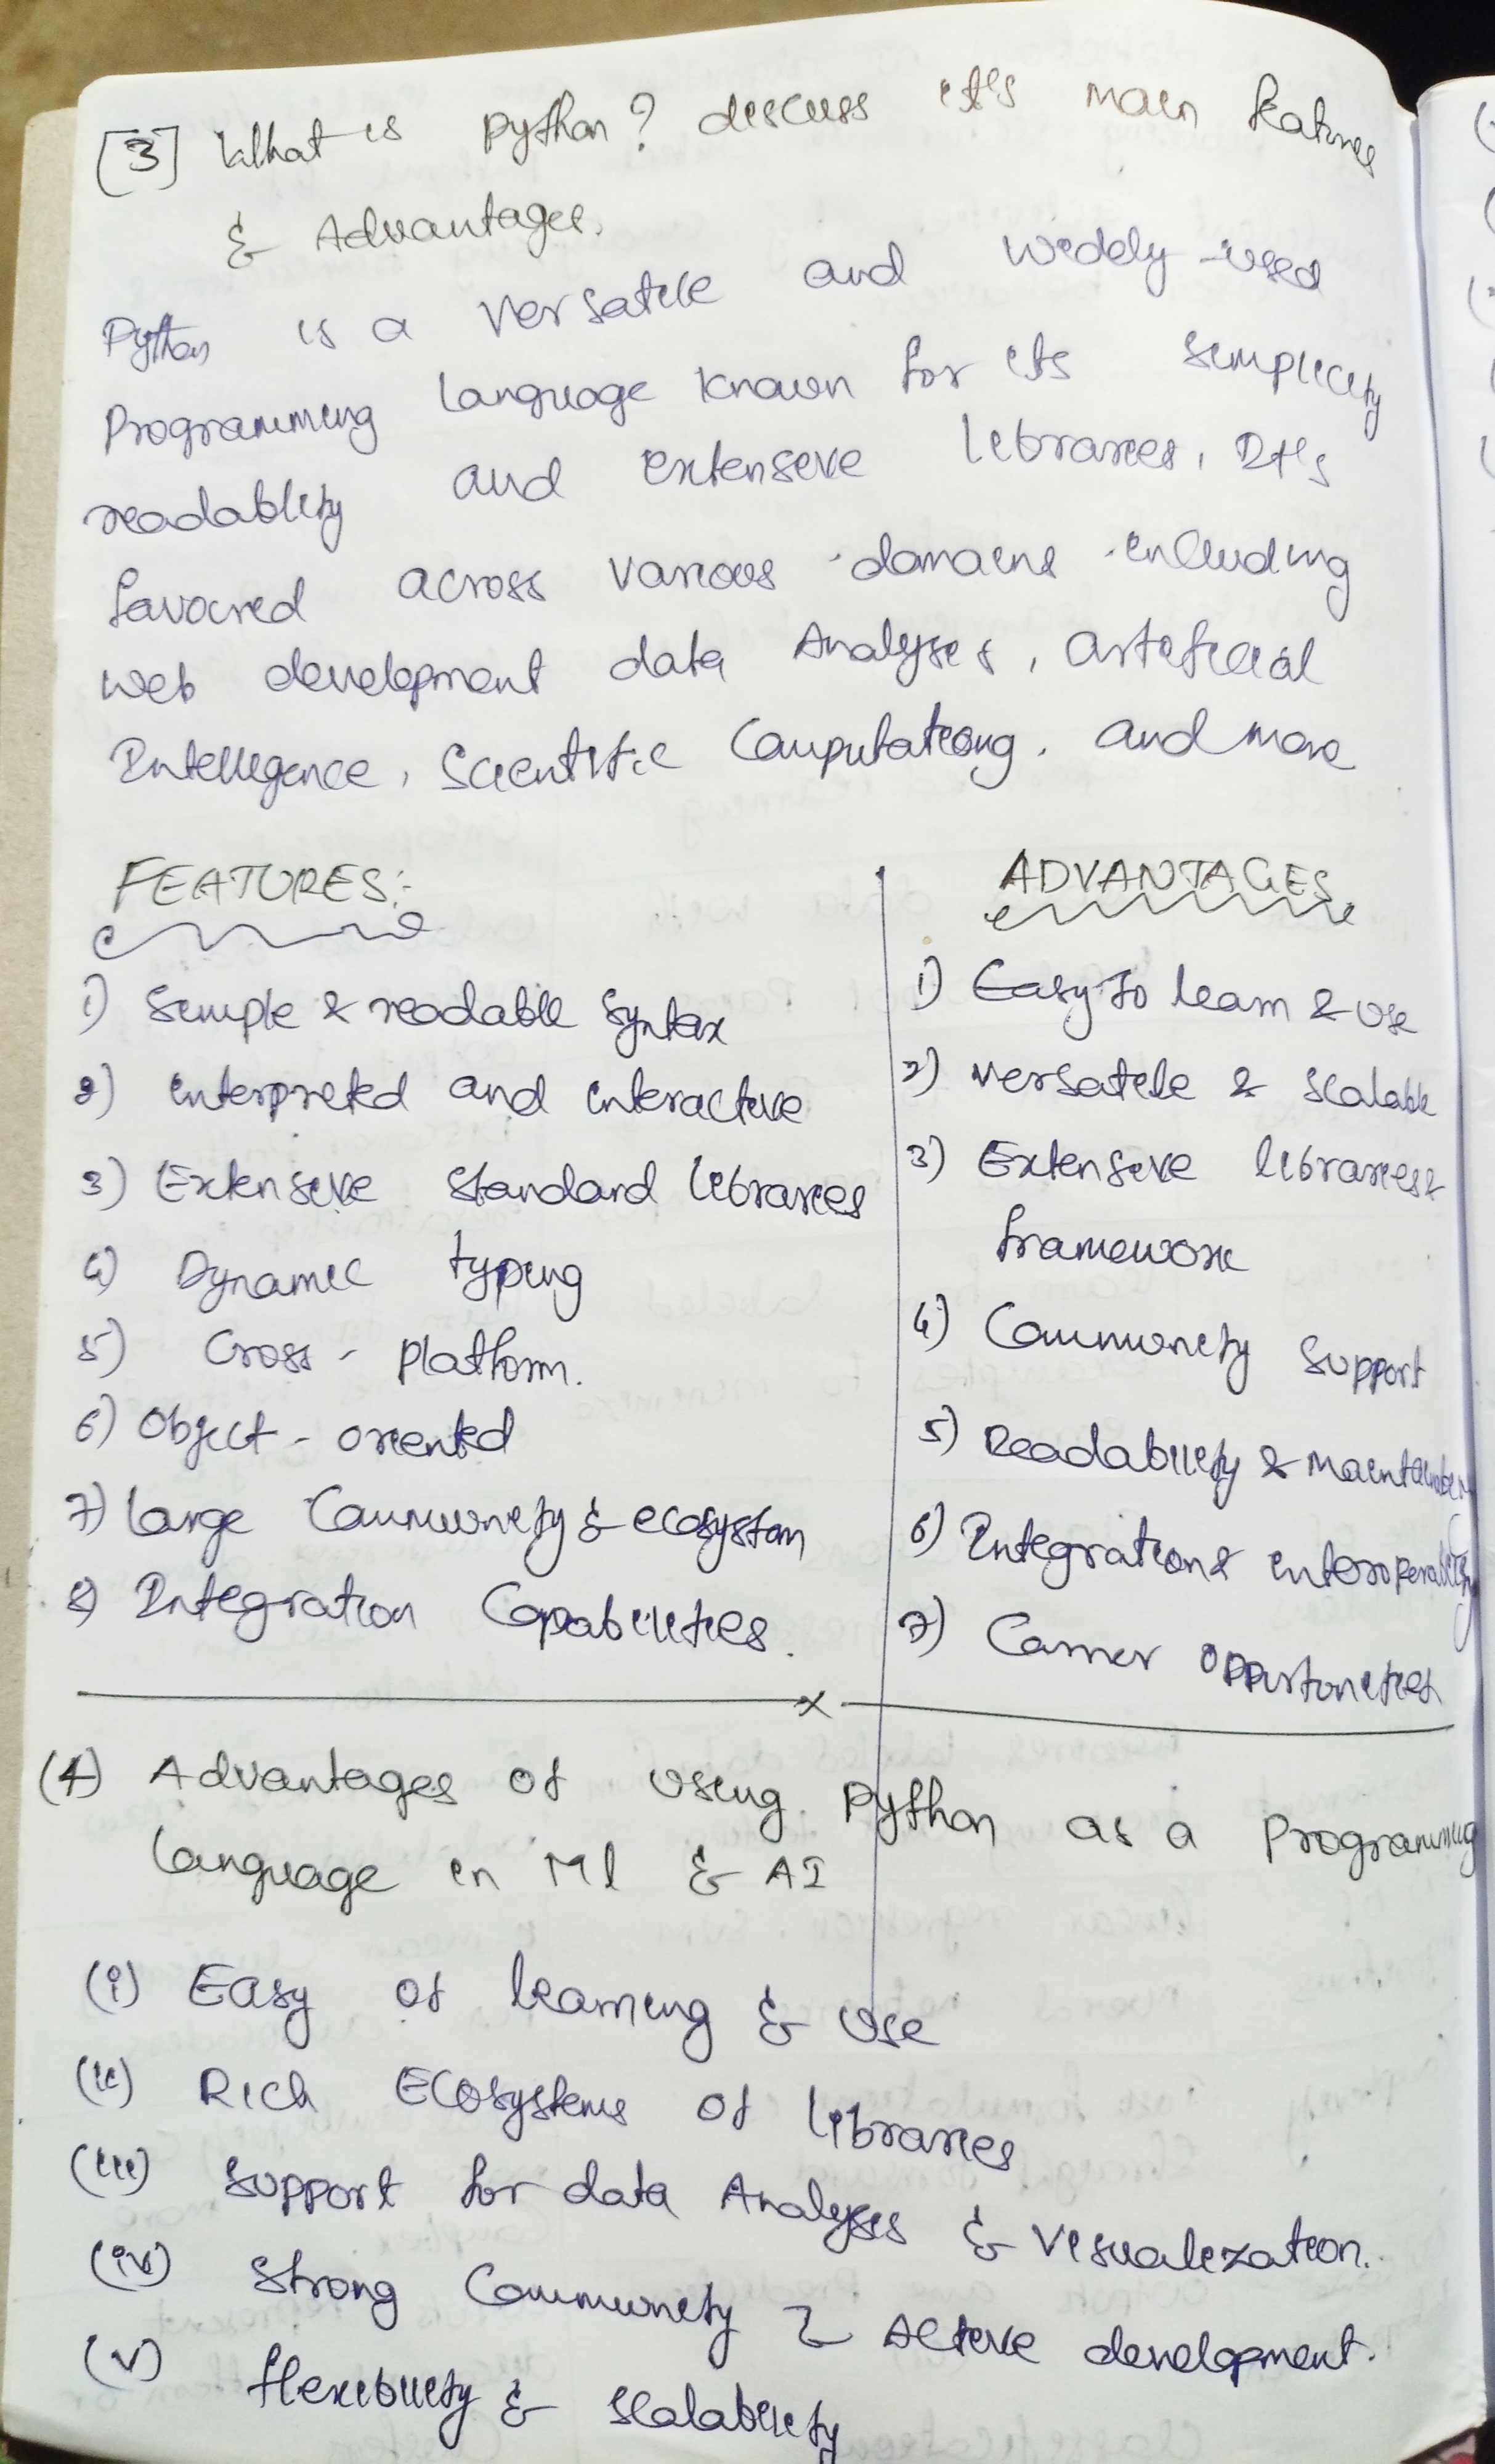 [3] What is python? discuss it's main features
& Advantages.
Python is a versatile and widely-used
Programming language known for its simplicity
readablity and extensive libraries, It's
favoured across various domains including
web development data Analyses, artificial
Intelligence, Scientific Computationg. and more
FEATURES:-
1) Simple & readable Syntax
2) interpreted and interactive
3) Extensive standard libraries
4) Dynamic typing
5) Cross - platform.
6) Object - oriented
7) large Community & ecosystem
8) Integration Capabilities.
ADVANTAGES
1) Easy to learn & use
2) versatile & scalable
3) Extensive libraries &
framework
4) Community support
5) Readability &
6) Integration & interoperability
7) Carrier opportunities
(4) Advantages of using python as a Programming
language in Ml & AI
(i) Easy of learning & use
(ii) Rich Ecosystems of libraries
(iii) support for data Analysis & visualization.
(iv) strong Community & Active development.
(v) flexibility & scalability